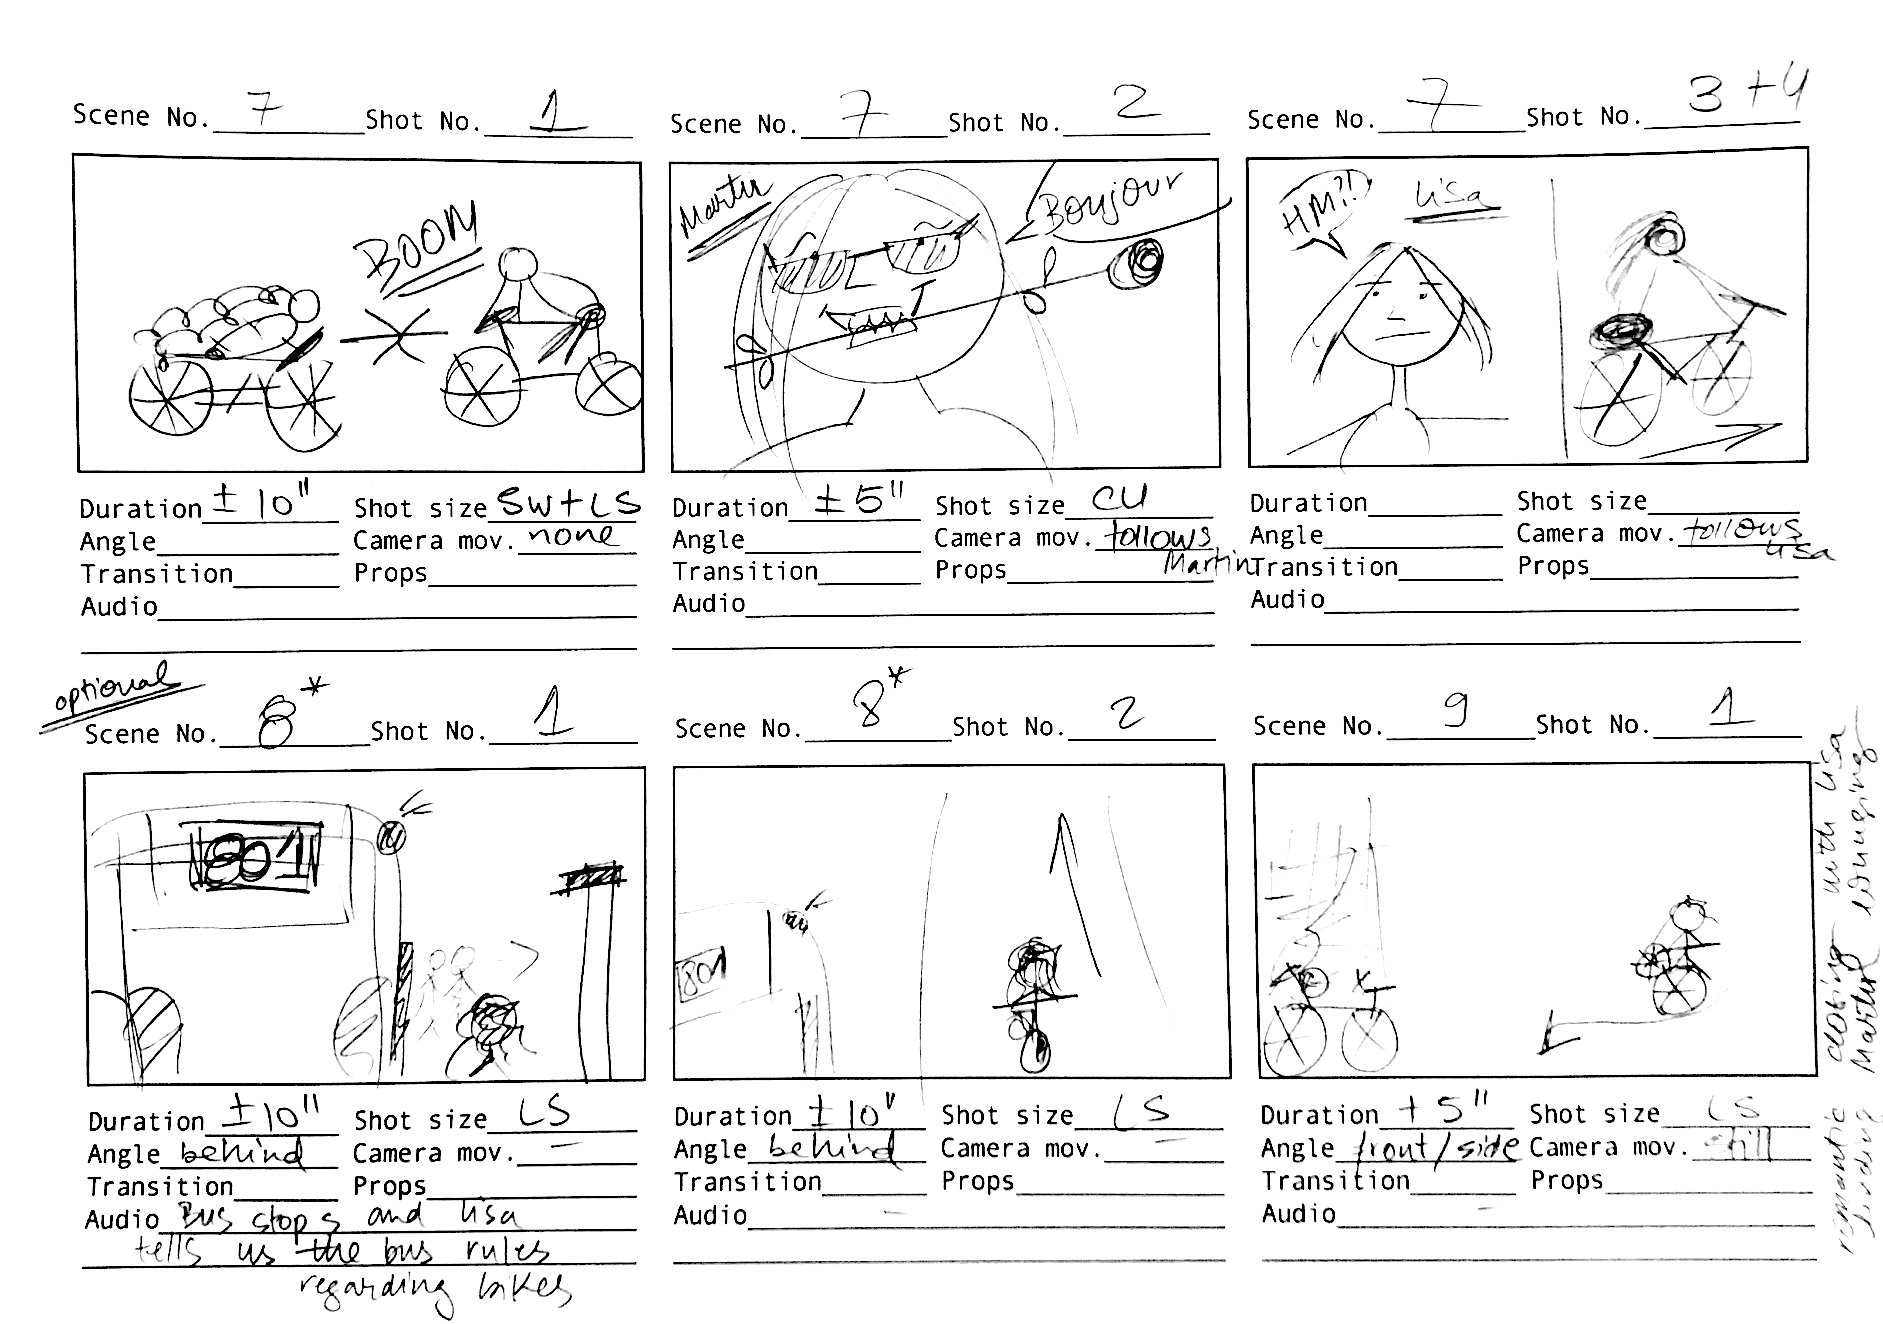 Scene No. 7 Shot No. 1
BOOM
Duration ± 10" Shot size SW+LS
Angle Camera mov. none
Transition Props
Audio
Scene No. 7 Shot No. 2
Martin
Bonjour
Duration ± 5" Shot size CU
Angle Camera mov. follows
Martin
Transition Props
Audio
Scene No. 7 Shot No. 3+4
HM?!
Lisa
Duration Shot size
Angle Camera mov. follows
Lisa
Transition Props
Audio
optional
Scene No. 8* Shot No. 1
801
Duration ±10" Shot size LS
Angle behind Camera mov. –
Transition Props
Audio Bus stops and Lisa
tells us the bus rules
regarding bikes
Scene No. 8* Shot No. 2
801
Duration ±10" Shot size LS
Angle behind Camera mov. –
Transition Props
Audio –
Scene No. 9 Shot No. 1
Duration +5" Shot size LS
Angle front/side Camera mov. still
Transition Props
Audio –
romantic closing with Lisa
Martin